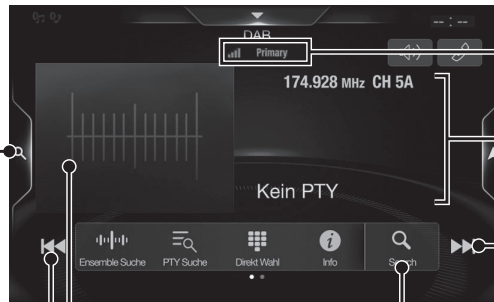 -- : --
DAB
Primary
174.928 MHz CH 5A
Kein PTY
Ensemble Suche PTY Suche Direkt Wahl Info Search